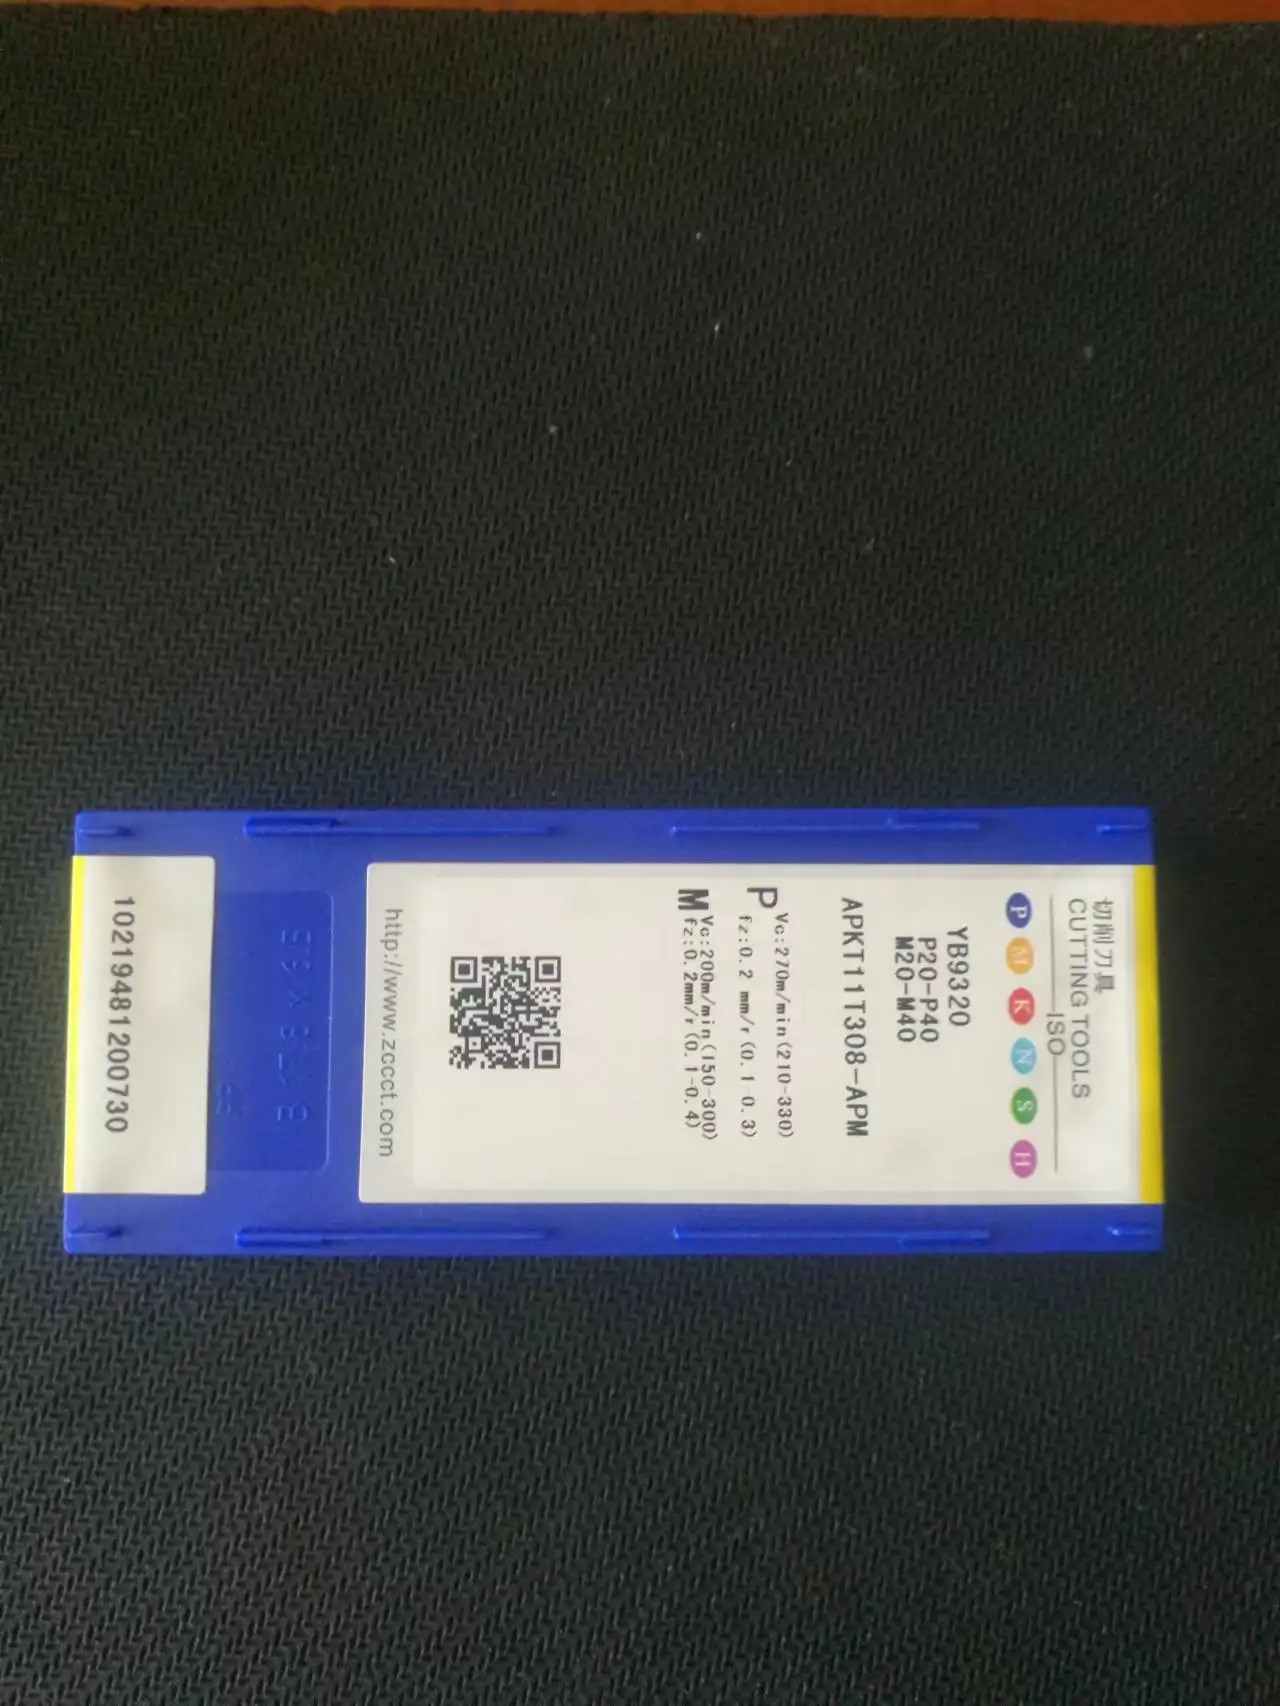 切削刀具
CUTTING TOOLS
ISO
P M K N S H
YB9320
P20-P40
M20-M40
APKT11T308-APM
P Vc:270m/min(210-330)
fz:0.2 mm/r(0.1-0.3)
M Vc:200m/min(150-300)
fz:0.2mm/r(0.1-0.4)
http://www.zccct.com
1021948120073​0